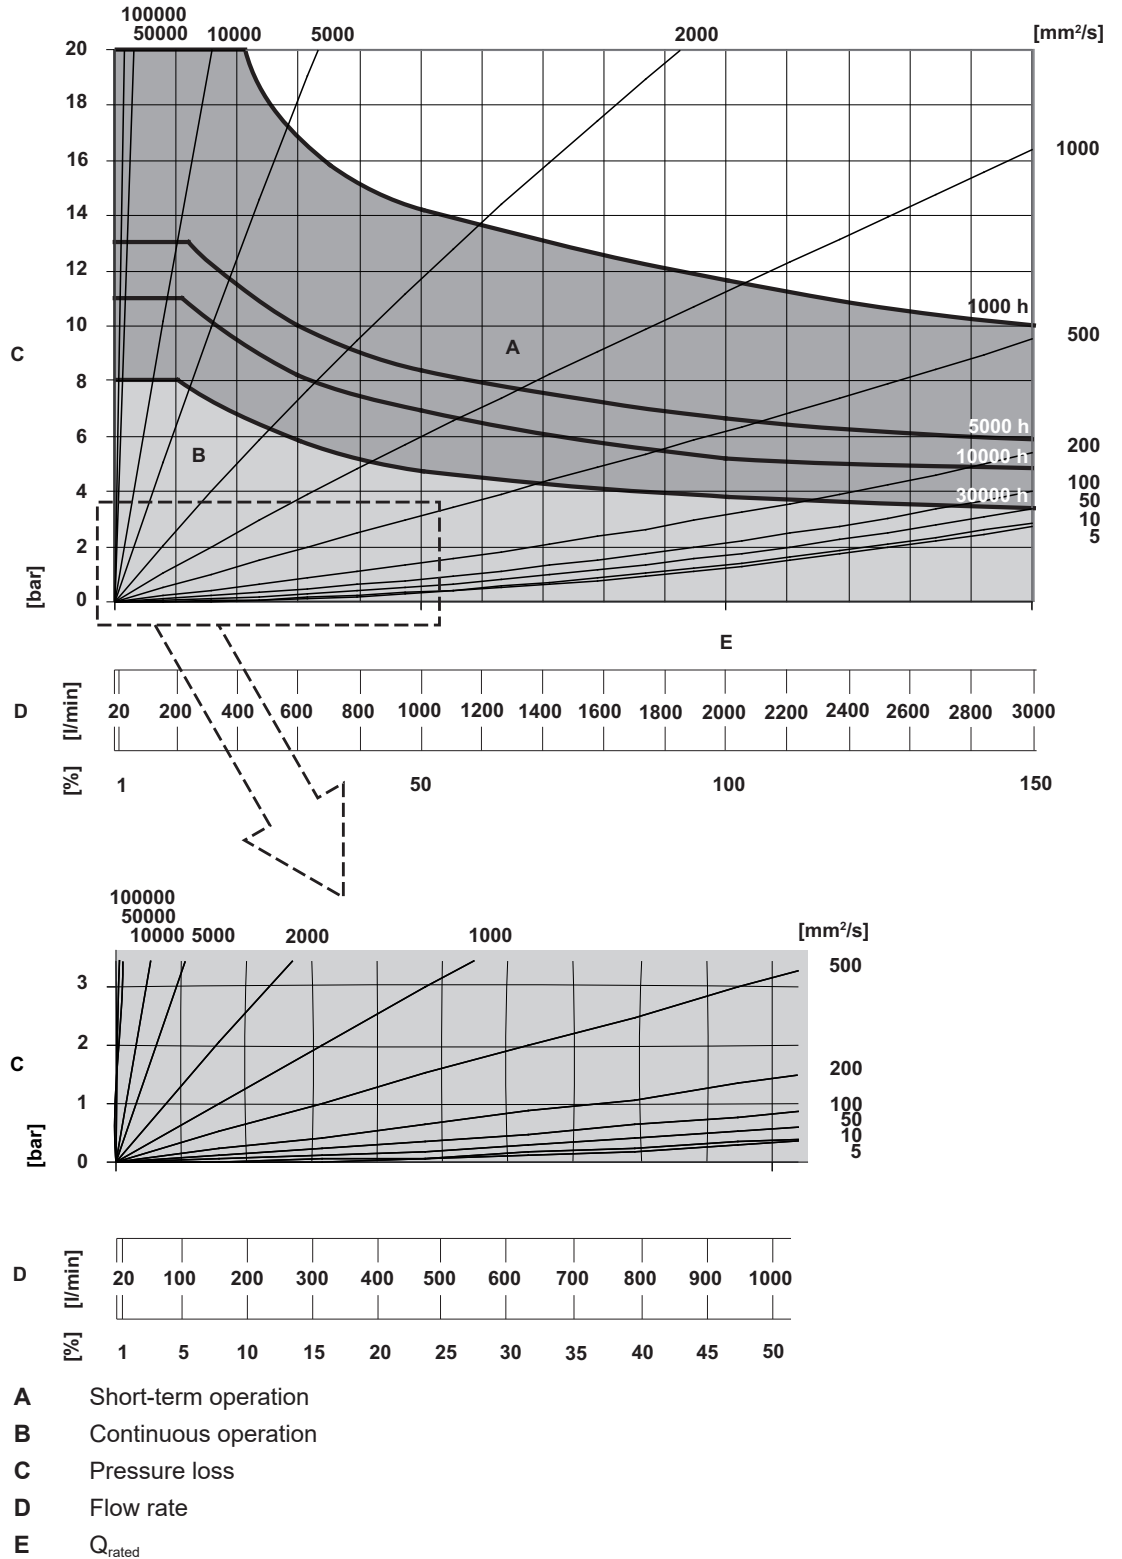 100000
50000 10000 5000 2000 [mm²/s]
20
18
16
1000
14
12
10
1000 h
500
C
A
8
6
5000 h
200
B
10000 h
4
100
30000 h
50
10
2
5
[bar]
0
E
D [l/min] 20 200 400 600 800 1000 1200 1400 1600 1800 2000 2200 2400 2600 2800 3000
[%] 1 50 100 150
100000
50000
10000 5000 2000 1000 [mm²/s]
500
3
2
C
200
1
100
50
10
[bar]
5
0
D [l/min] 20 100 200 300 400 500 600 700 800 900 1000
[%] 1 5 10 15 20 25 30 35 40 45 50
A Short-term operation
B Continuous operation
C Pressure loss
D Flow rate
E Qrated